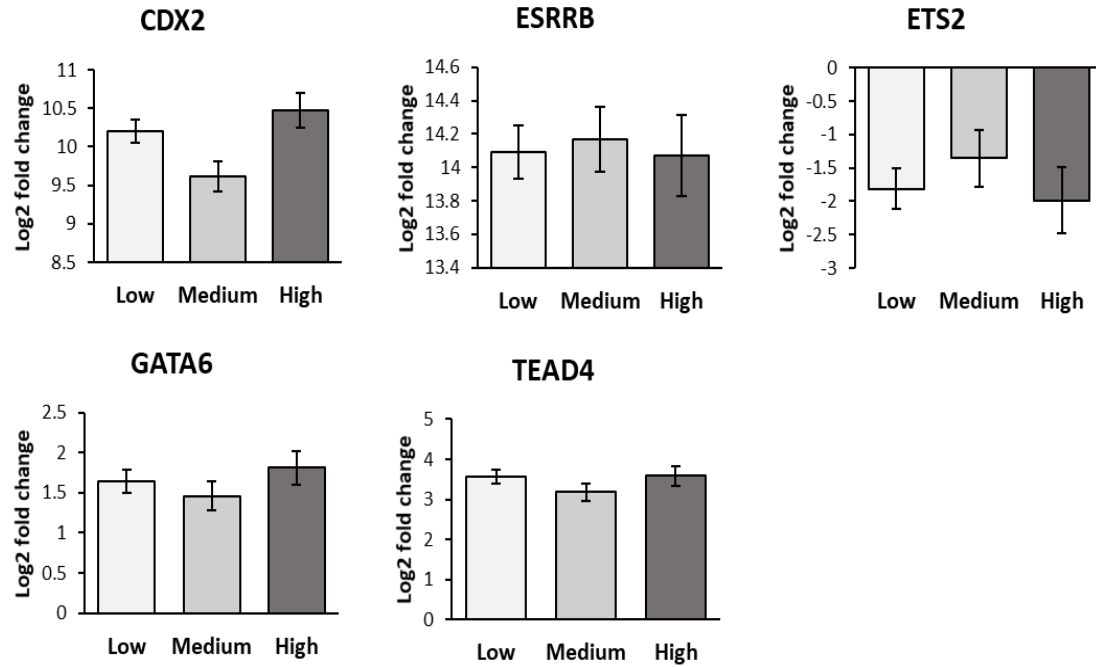 CDX2
Log2 fold change
11
10.5
10
9.5
9
8.5
Low Medium High
ESRRB
Log2 fold change
14.6
14.4
14.2
14
13.8
13.6
13.4
Low Medium High
ETS2
Log2 fold change
0
-0.5
-1
-1.5
-2
-2.5
-3
Low Medium High
GATA6
Log2 fold change
2.5
2
1.5
1
0.5
0
Low Medium High
TEAD4
Log2 fold change
5
4
3
2
1
0
Low Medium High